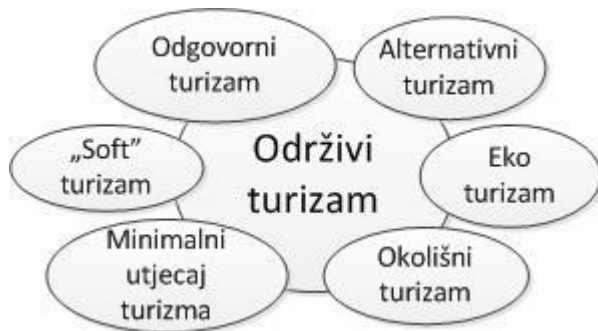 Odgovorni
turizam
Alternativni
turizam
„Soft”
turizam
Održivi
turizam
Eko
turizam
Minimalni
utjecaj
turizma
Okolišni
turizam